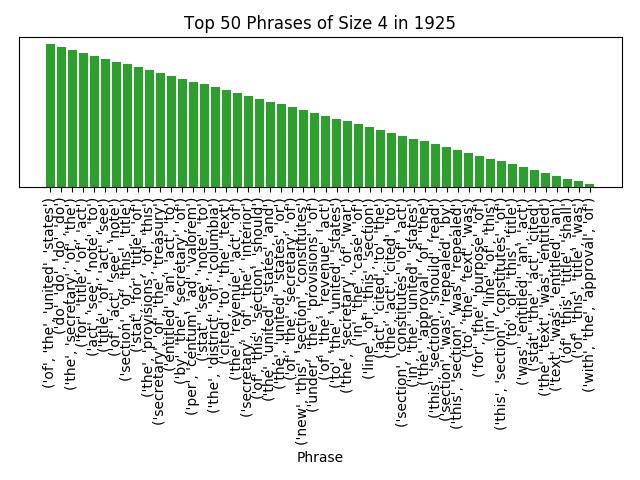 Top 50 Phrases of Size 4 in 1925
('of', 'the', 'united', 'states')
('do', 'do', 'do', 'do')
('the', 'secretary', 'of', 'the')
('for', 'title', 'of', 'act')
('act', 'see', 'note', 'to')
('title', 'of', 'act', 'see')
('of', 'act', 'see', 'note')
('section', 'of', 'this', 'title')
('stat', 'for', 'title', 'of')
('the', 'provisions', 'of', 'this')
('secretary', 'of', 'the', 'treasury')
('entitled', 'an', 'act', 'to')
('by', 'the', 'secretary', 'of')
('per', 'centum', 'ad', 'valorem')
('stat', 'see', 'note', 'to')
('the', 'district', 'of', 'columbia')
('cited', 'to', 'the', 'text')
('the', 'revenue', 'act', 'of')
('secretary', 'of', 'the', 'interior')
('of', 'this', 'section', 'should')
('the', 'united', 'states', 'and')
('the', 'united', 'states', 'or')
('of', 'the', 'secretary', 'of')
('new', 'this', 'section', 'constitutes')
('under', 'the', 'provisions', 'of')
('of', 'the', 'revenue', 'act')
('to', 'the', 'united', 'states')
('the', 'secretary', 'of', 'war')
('in', 'the', 'case', 'of')
('line', 'of', 'this', 'section')
('act', 'cited', 'to', 'the')
('the', 'act', 'cited', 'to')
('section', 'constitutes', 'of', 'act')
('in', 'the', 'united', 'states')
('the', 'approval', 'of', 'the')
('this', 'section', 'should', 'read')
('section', 'was', 'repealed', 'by')
('this', 'section', 'was', 'repealed')
('to', 'the', 'text', 'was')
('for', 'the', 'purpose', 'of')
('in', 'line', 'of', 'this')
('this', 'section', 'constitutes', 'of')
('to', 'of', 'this', 'title')
('was', 'entitled', 'an', 'act')
('stat', 'the', 'act', 'cited')
('the', 'text', 'was', 'entitled')
('text', 'was', 'entitled', 'an')
('of', 'this', 'title', 'shall')
('of', 'this', 'title', 'was')
('with', 'the', 'approval', 'of')
Phrase